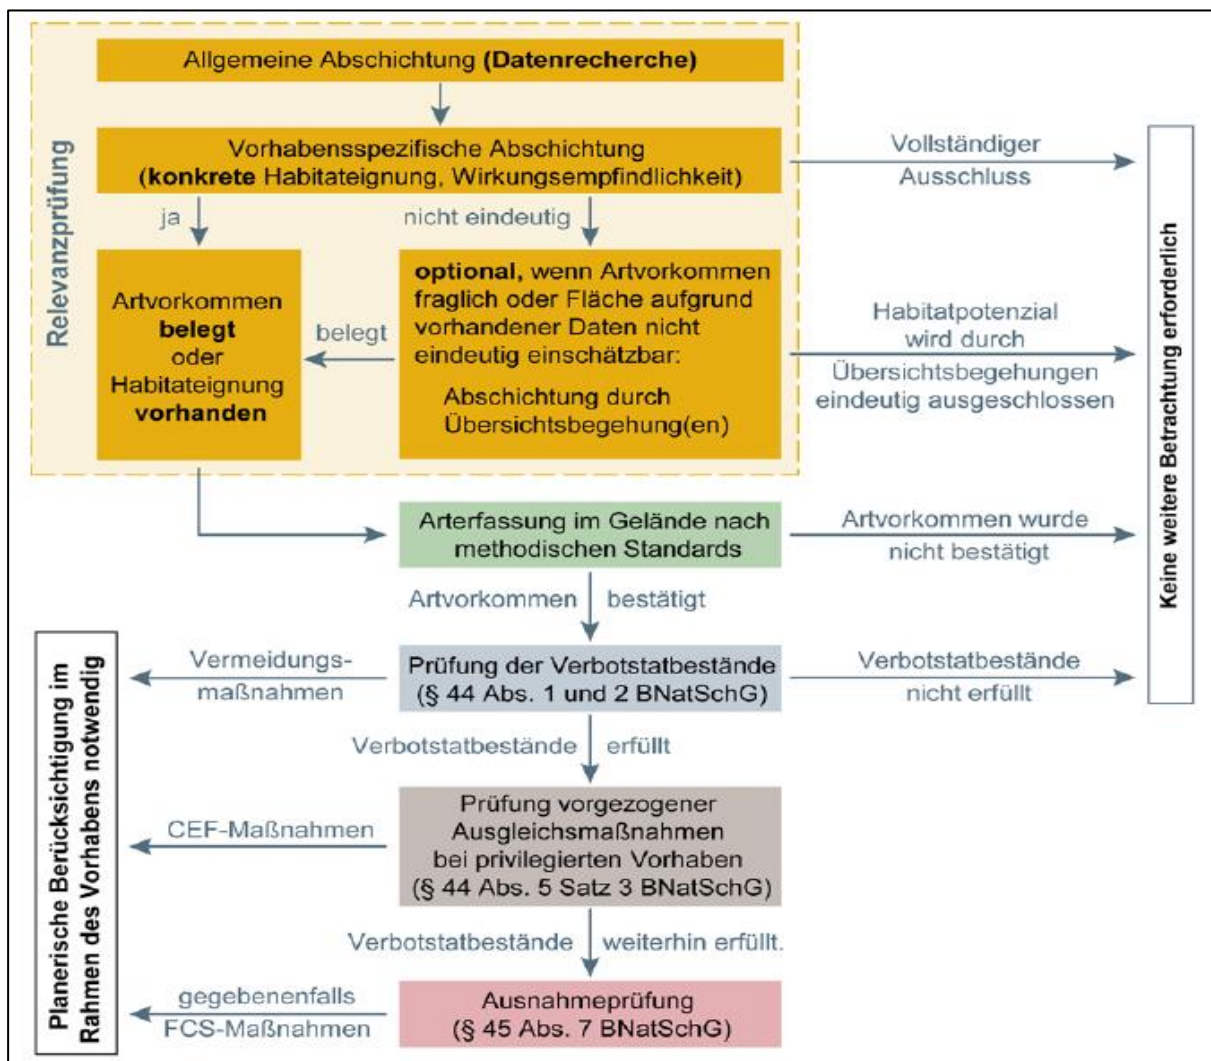 Relevanzprüfung
Allgemeine Abschichtung (Datenrecherche)
Vorhabensspezifische Abschichtung
(konkrete Habitateignung, Wirkungsempfindlichkeit)
Vollständiger
Ausschluss
ja
nicht eindeutig
Artvorkommen
belegt
oder
Habitateignung
vorhanden
belegt
optional, wenn Artvorkommen
fraglich oder Fläche aufgrund
vorhandener Daten nicht
eindeutig einschätzbar:
Abschichtung durch
Übersichtsbegehung(en)
Habitatpotenzial
wird durch
Übersichtsbegehungen
eindeutig ausgeschlossen
Keine weitere Betrachtung erforderlich
Arterfassung im Gelände nach
methodischen Standards
Artvorkommen wurde
nicht bestätigt
Artvorkommen bestätigt
Planerische Berücksichtigung im
Rahmen des Vorhabens notwendig
Vermeidungs-
maßnahmen
Prüfung der Verbotstatbestände
(§ 44 Abs. 1 und 2 BNatSchG)
Verbotstatbestände
nicht erfüllt
Verbotstatbestände erfüllt
CEF-Maßnahmen
Prüfung vorgezogener
Ausgleichsmaßnahmen
bei privilegierten Vorhaben
(§ 44 Abs. 5 Satz 3 BNatSchG)
Verbotstatbestände weiterhin erfüllt.
gegebenenfalls
FCS-Maßnahmen
Ausnahmeprüfung
(§ 45 Abs. 7 BNatSchG)